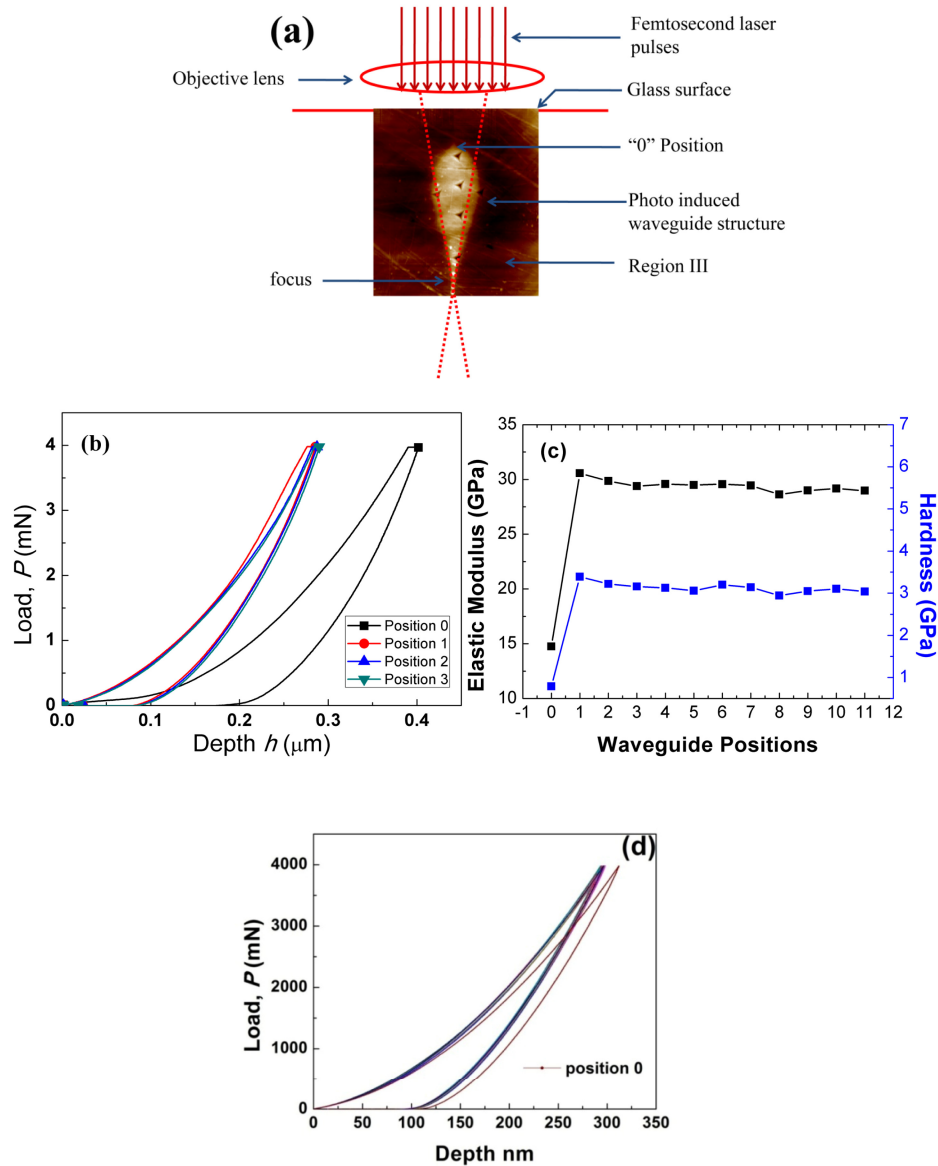 (a)
Femtosecond laser
pulses
Objective lens
Glass surface
“0” Position
Photo induced
waveguide structure
Region III
focus
(b)
Load, P (mN)
4
3
2
1
0
0.0 0.1 0.2 0.3 0.4
Depth h (μm)
Position 0
Position 1
Position 2
Position 3
(c)
Elastic Modulus (GPa)
35
30
25
20
15
10
-1 0 1 2 3 4 5 6 7 8 9 10 11 12
Waveguide Positions
7
6
5
4
3
2
1
Hardness (GPa)
(d)
Load, P (mN)
4000
3000
2000
1000
0
0 50 100 150 200 250 300 350
Depth nm
position 0